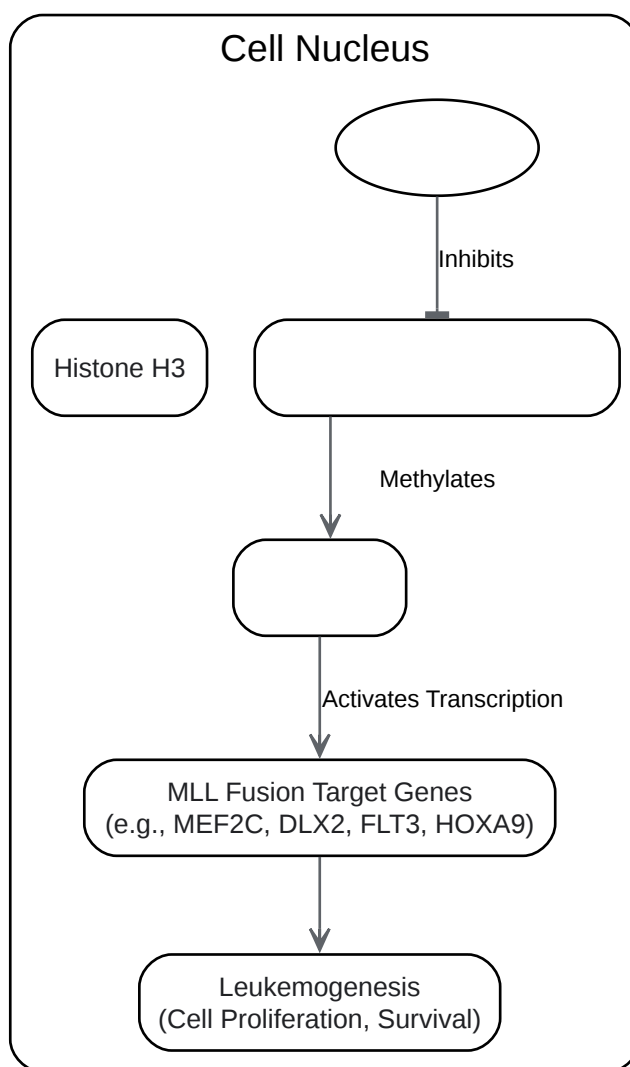 Cell Nucleus
Inhibits
Histone H3
Methylates
Activates Transcription
MLL Fusion Target Genes
(e.g., MEF2C, DLX2, FLT3, HOXA9)
Leukemogenesis
(Cell Proliferation, Survival)